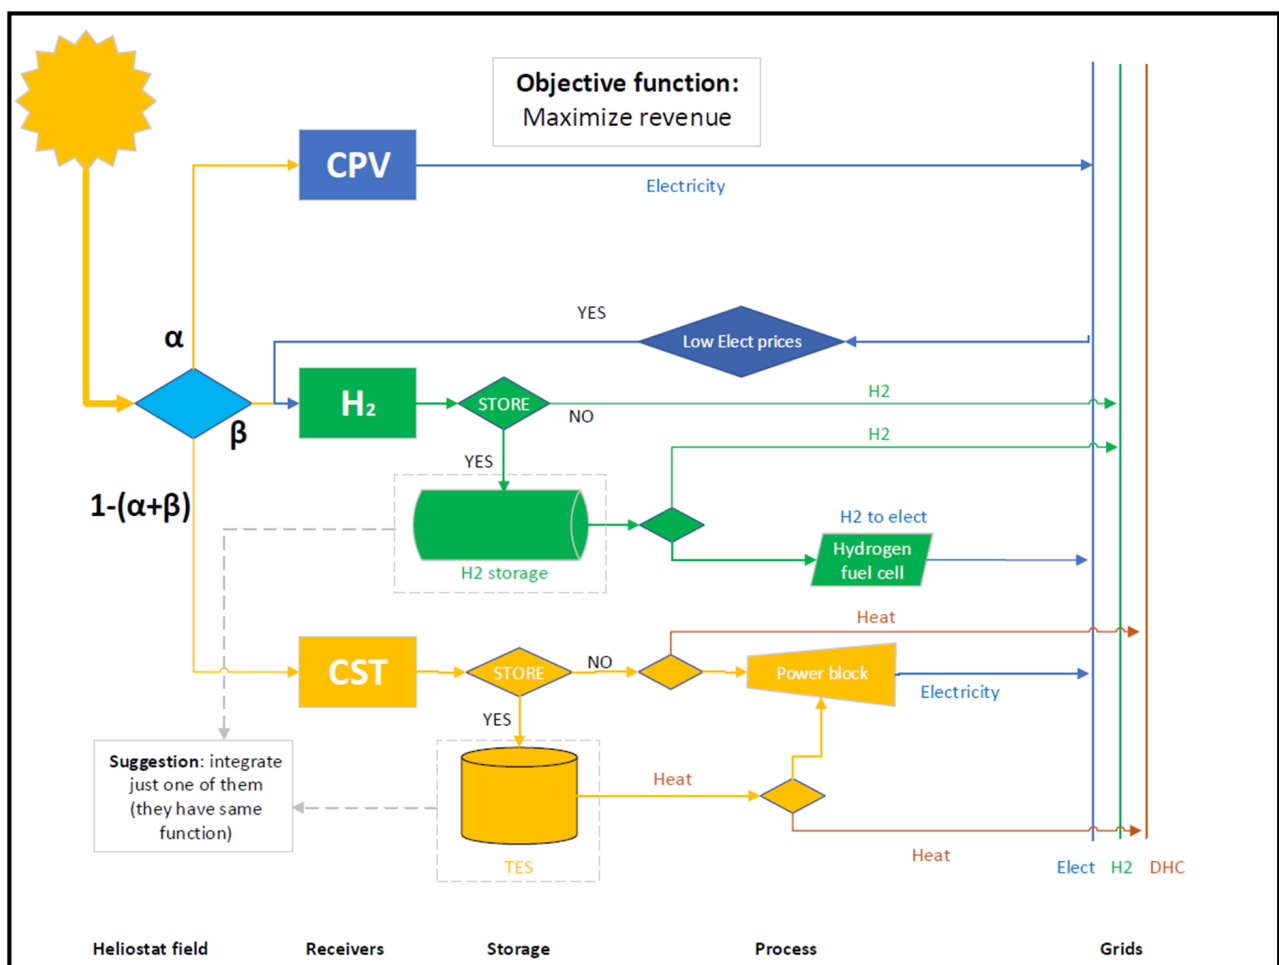 Objective function:
Maximize revenue
CPV
Electricity
α
YES
Low Elect prices
H₂
STORE
NO
H2
β
YES
H2
1-(α+β)
H2 storage
H2 to elect
Hydrogen
fuel cell
Heat
CST
STORE
NO
Power block
Electricity
YES
Suggestion: integrate
just one of them
(they have same
function)
Heat
TES
Heat
Elect H2 DHC
Heliostat field Receivers Storage Process Grids